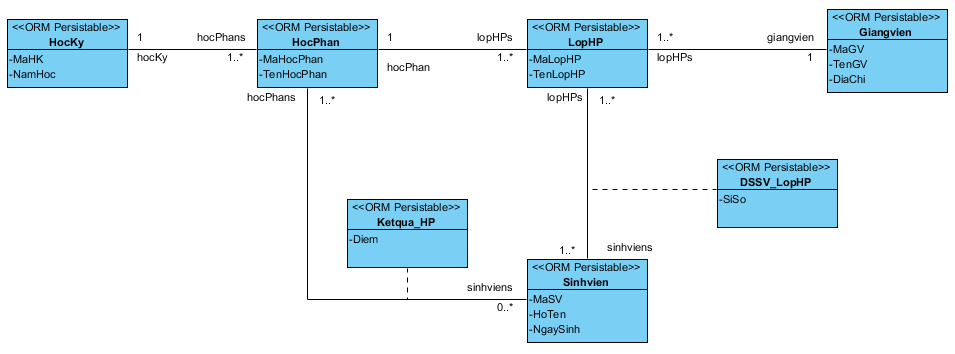 <<ORM Persistable>>
HocKy
-MaHK
-NamHoc
1
hocKy
hocPhans
1..*
<<ORM Persistable>>
HocPhan
-MaHocPhan
-TenHocPhan
1
hocPhan
lopHPs
1..*
<<ORM Persistable>>
LopHP
-MaLopHP
-TenLopHP
1..*
lopHPs
giangvien
1
<<ORM Persistable>>
Giangvien
-MaGV
-TenGV
-DiaChi
hocPhans
1..*
lopHPs
1..*
<<ORM Persistable>>
DSSV_LopHP
-SiSo
<<ORM Persistable>>
Ketqua_HP
-Diem
1..*
sinhviens
sinhviens
0..*
<<ORM Persistable>>
Sinhvien
-MaSV
-HoTen
-NgaySinh